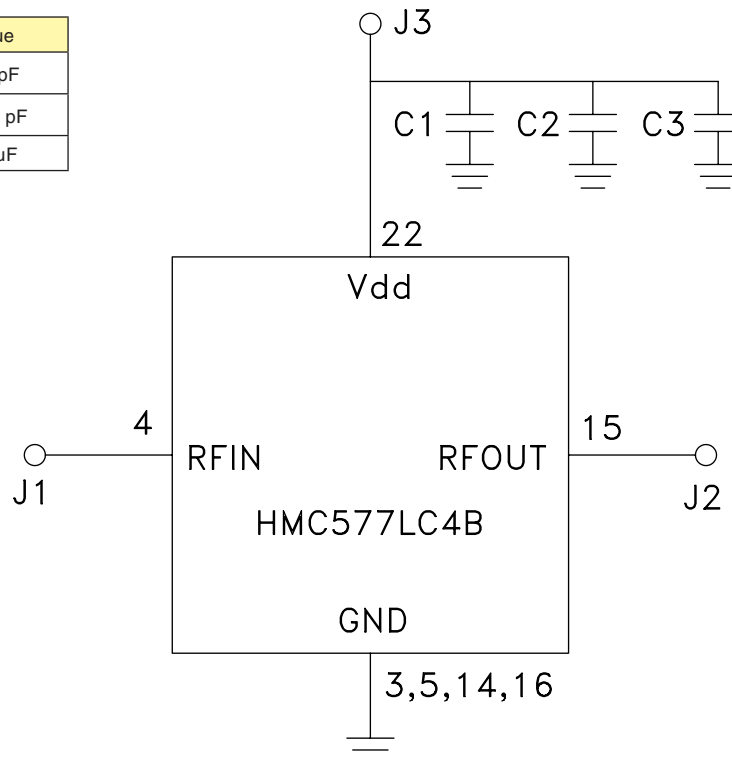 ue
pF
pF
uF
J3
C1 C2 C3
22
Vdd
4
RFIN
RFOUT
15
J1
J2
HMC577LC4B
GND
3,5,14,16